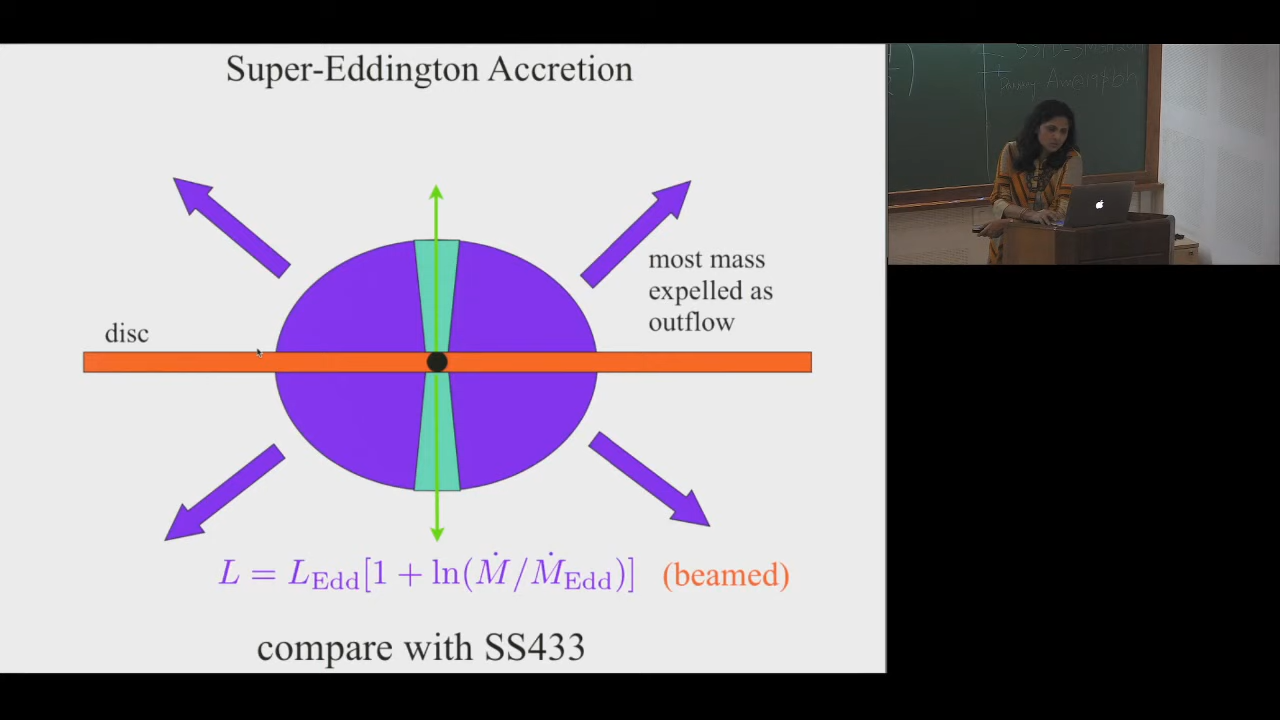 Super-Eddington Accretion
most mass
expelled as
outflow
disc
L = L_Edd[1 + ln(Ṁ/Ṁ_Edd)] (beamed)
compare with SS433